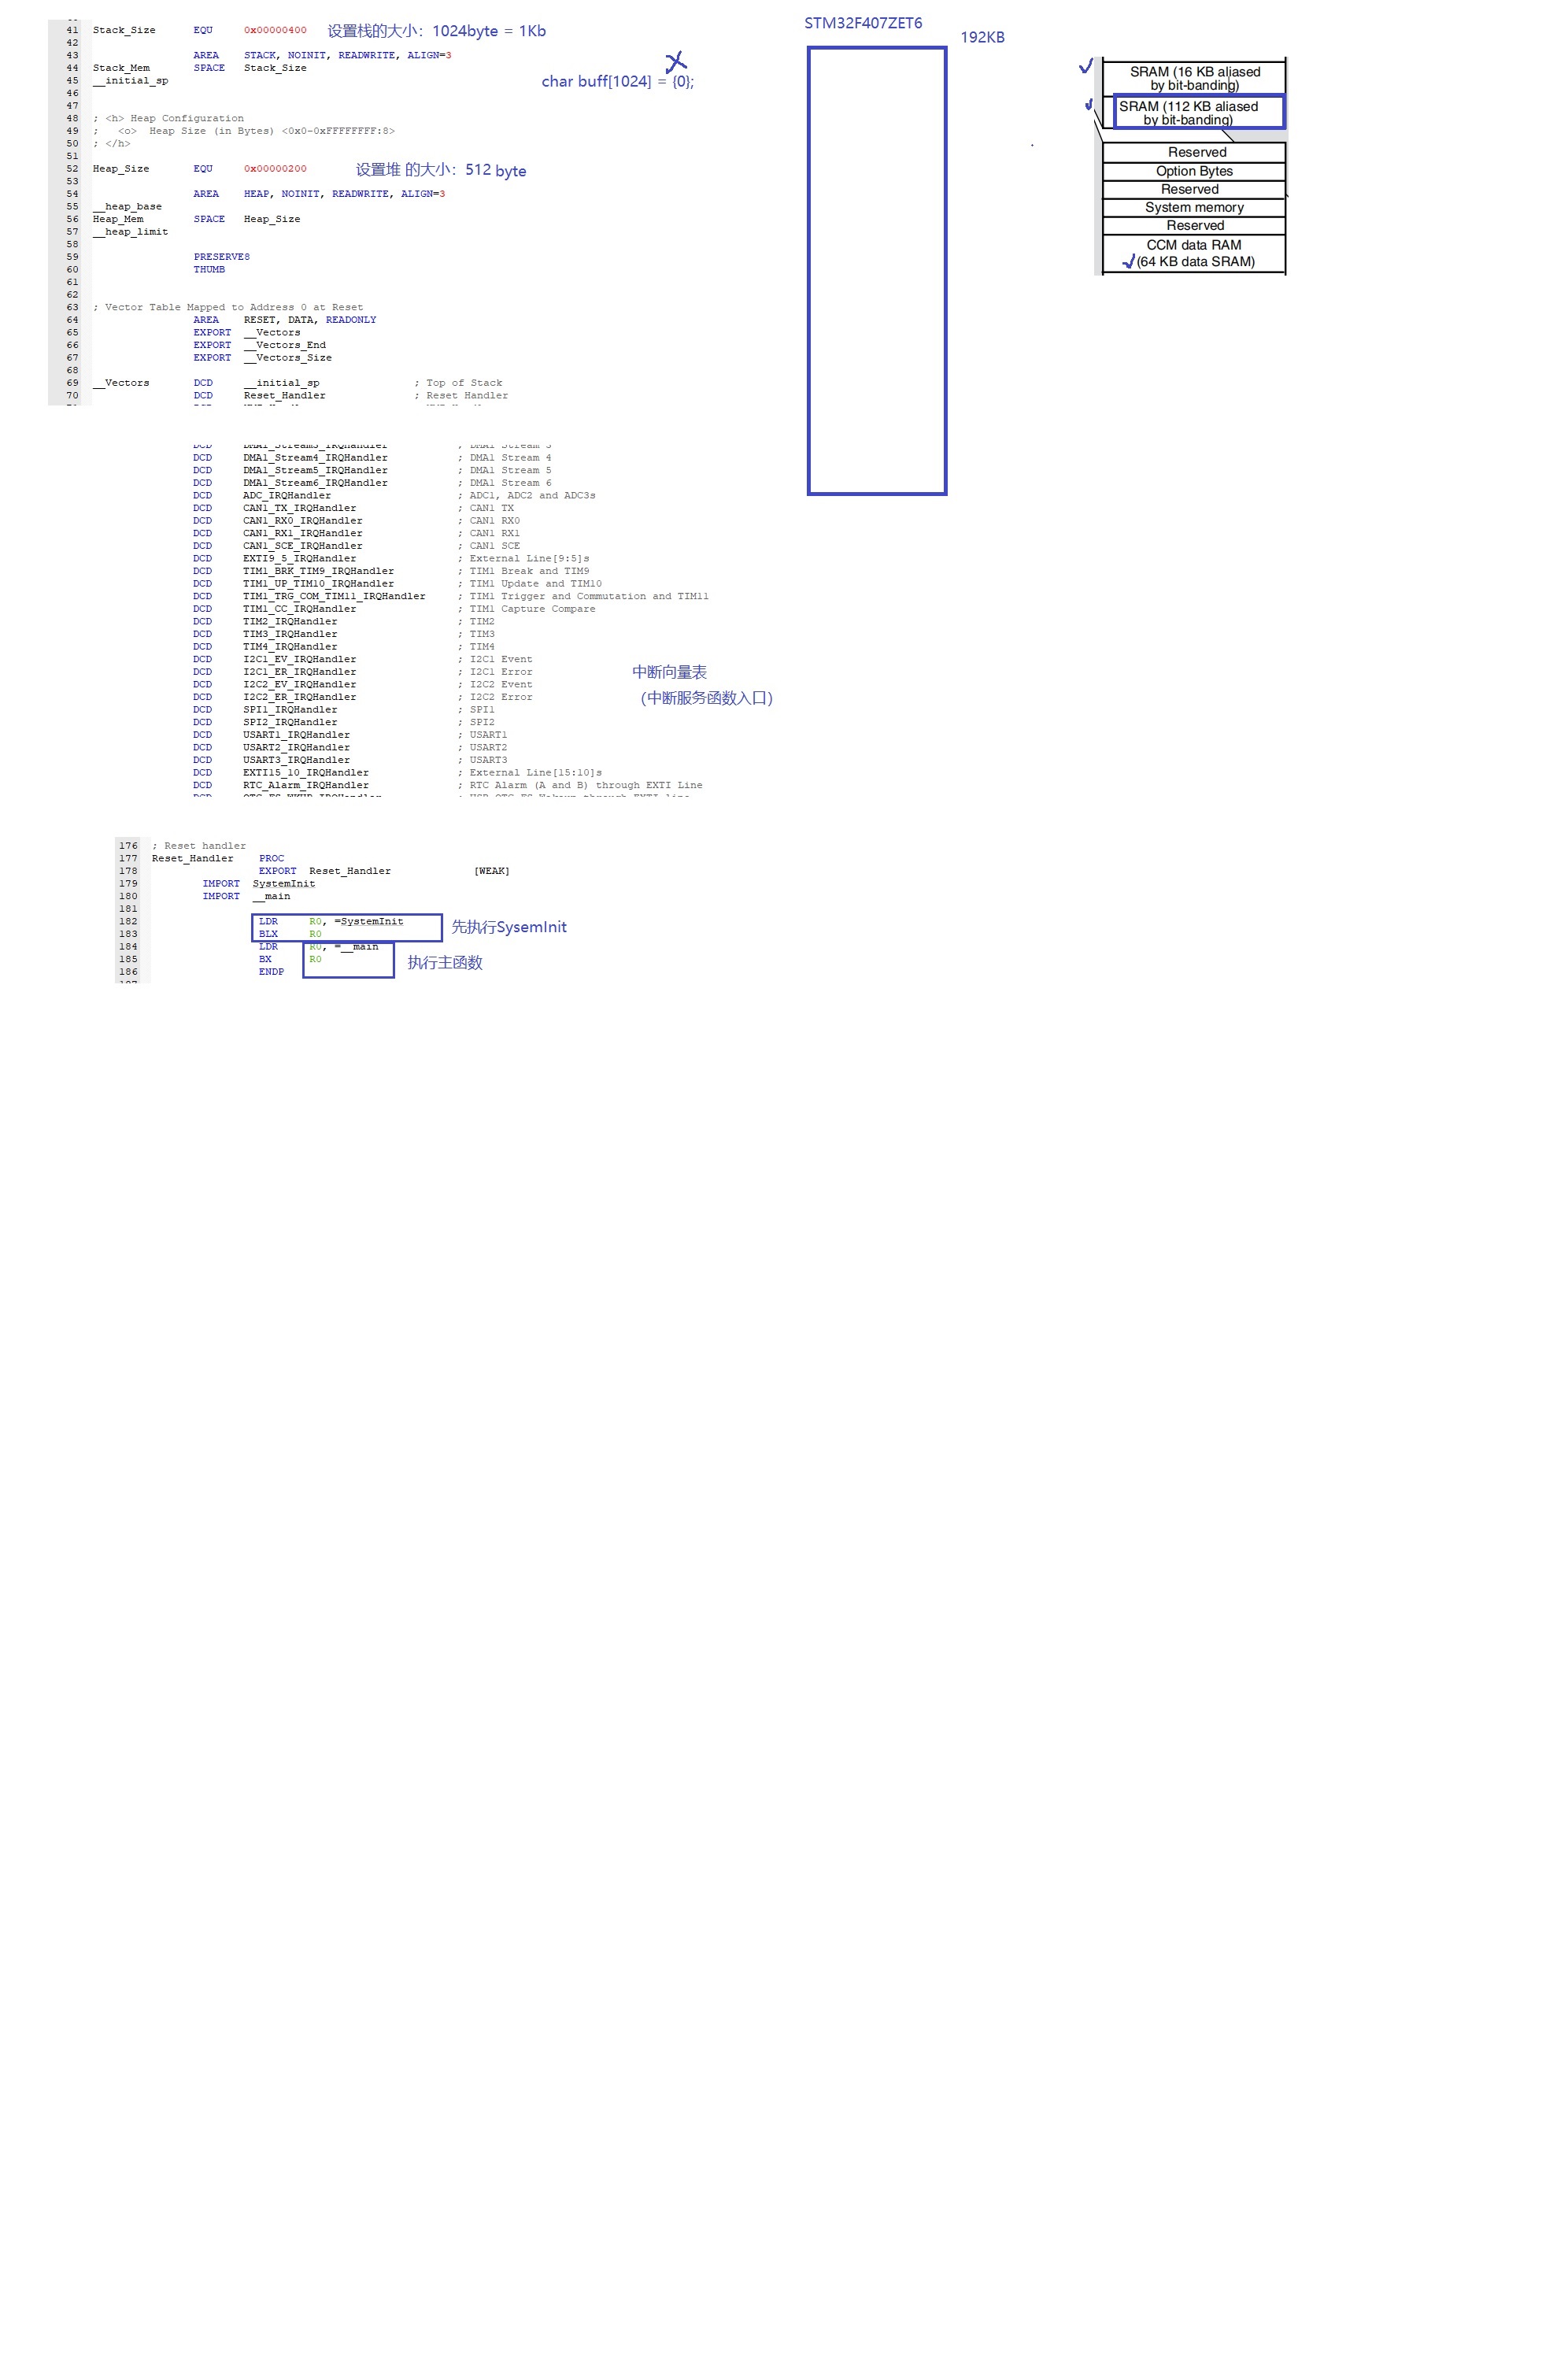 41 Stack_Size EQU 0x00000400 设置栈的大小：1024byte = 1Kb
42
43 AREA STACK, NOINIT, READWRITE, ALIGN=3
44 Stack_Mem SPACE Stack_Size
45 __initial_sp
char buff[1024] = {0};
46
47
48 ; <h> Heap Configuration
49 ; <o> Heap Size (in Bytes) <0x0-0xFFFFFFFF:8>
50 ; </h>
51
52 Heap_Size EQU 0x00000200 设置堆 的大小：512 byte
53
54 AREA HEAP, NOINIT, READWRITE, ALIGN=3
55 __heap_base
56 Heap_Mem SPACE Heap_Size
57 __heap_limit
58
59 PRESERVE8
60 THUMB
61
62
63 ; Vector Table Mapped to Address 0 at Reset
64 AREA RESET, DATA, READONLY
65 EXPORT __Vectors
66 EXPORT __Vectors_End
67 EXPORT __Vectors_Size
68
69 __Vectors DCD __initial_sp ; Top of Stack
70 DCD Reset_Handler ; Reset Handler
STM32F407ZET6
192KB
SRAM (16 KB aliased
by bit-banding)
SRAM (112 KB aliased
by bit-banding)
Reserved
Option Bytes
Reserved
System memory
Reserved
CCM data RAM
(64 KB data SRAM)
DCD DMA1_Stream3_IRQHandler ; DMA1 Stream 3
DCD DMA1_Stream4_IRQHandler ; DMA1 Stream 4
DCD DMA1_Stream5_IRQHandler ; DMA1 Stream 5
DCD DMA1_Stream6_IRQHandler ; DMA1 Stream 6
DCD ADC_IRQHandler ; ADC1, ADC2 and ADC3s
DCD CAN1_TX_IRQHandler ; CAN1 TX
DCD CAN1_RX0_IRQHandler ; CAN1 RX0
DCD CAN1_RX1_IRQHandler ; CAN1 RX1
DCD CAN1_SCE_IRQHandler ; CAN1 SCE
DCD EXTI9_5_IRQHandler ; External Line[9:5]s
DCD TIM1_BRK_TIM9_IRQHandler ; TIM1 Break and TIM9
DCD TIM1_UP_TIM10_IRQHandler ; TIM1 Update and TIM10
DCD TIM1_TRG_COM_TIM11_IRQHandler ; TIM1 Trigger and Commutation and TIM11
DCD TIM1_CC_IRQHandler ; TIM1 Capture Compare
DCD TIM2_IRQHandler ; TIM2
DCD TIM3_IRQHandler ; TIM3
DCD TIM4_IRQHandler ; TIM4
DCD I2C1_EV_IRQHandler ; I2C1 Event
DCD I2C1_ER_IRQHandler ; I2C1 Error
DCD I2C2_EV_IRQHandler ; I2C2 Event
DCD I2C2_ER_IRQHandler ; I2C2 Error
DCD SPI1_IRQHandler ; SPI1
DCD SPI2_IRQHandler ; SPI2
DCD USART1_IRQHandler ; USART1
DCD USART2_IRQHandler ; USART2
DCD USART3_IRQHandler ; USART3
DCD EXTI15_10_IRQHandler ; External Line[15:10]s
DCD RTC_Alarm_IRQHandler ; RTC Alarm (A and B) through EXTI Line
中断向量表
（中断服务函数入口）
176 ; Reset handler
177 Reset_Handler PROC
178 EXPORT Reset_Handler [WEAK]
179 IMPORT SystemInit
180 IMPORT __main
181
182 LDR R0, =SystemInit
183 BLX R0
先执行SysemInit
184 LDR R0, =__main
185 BX R0
186 ENDP
执行主函数